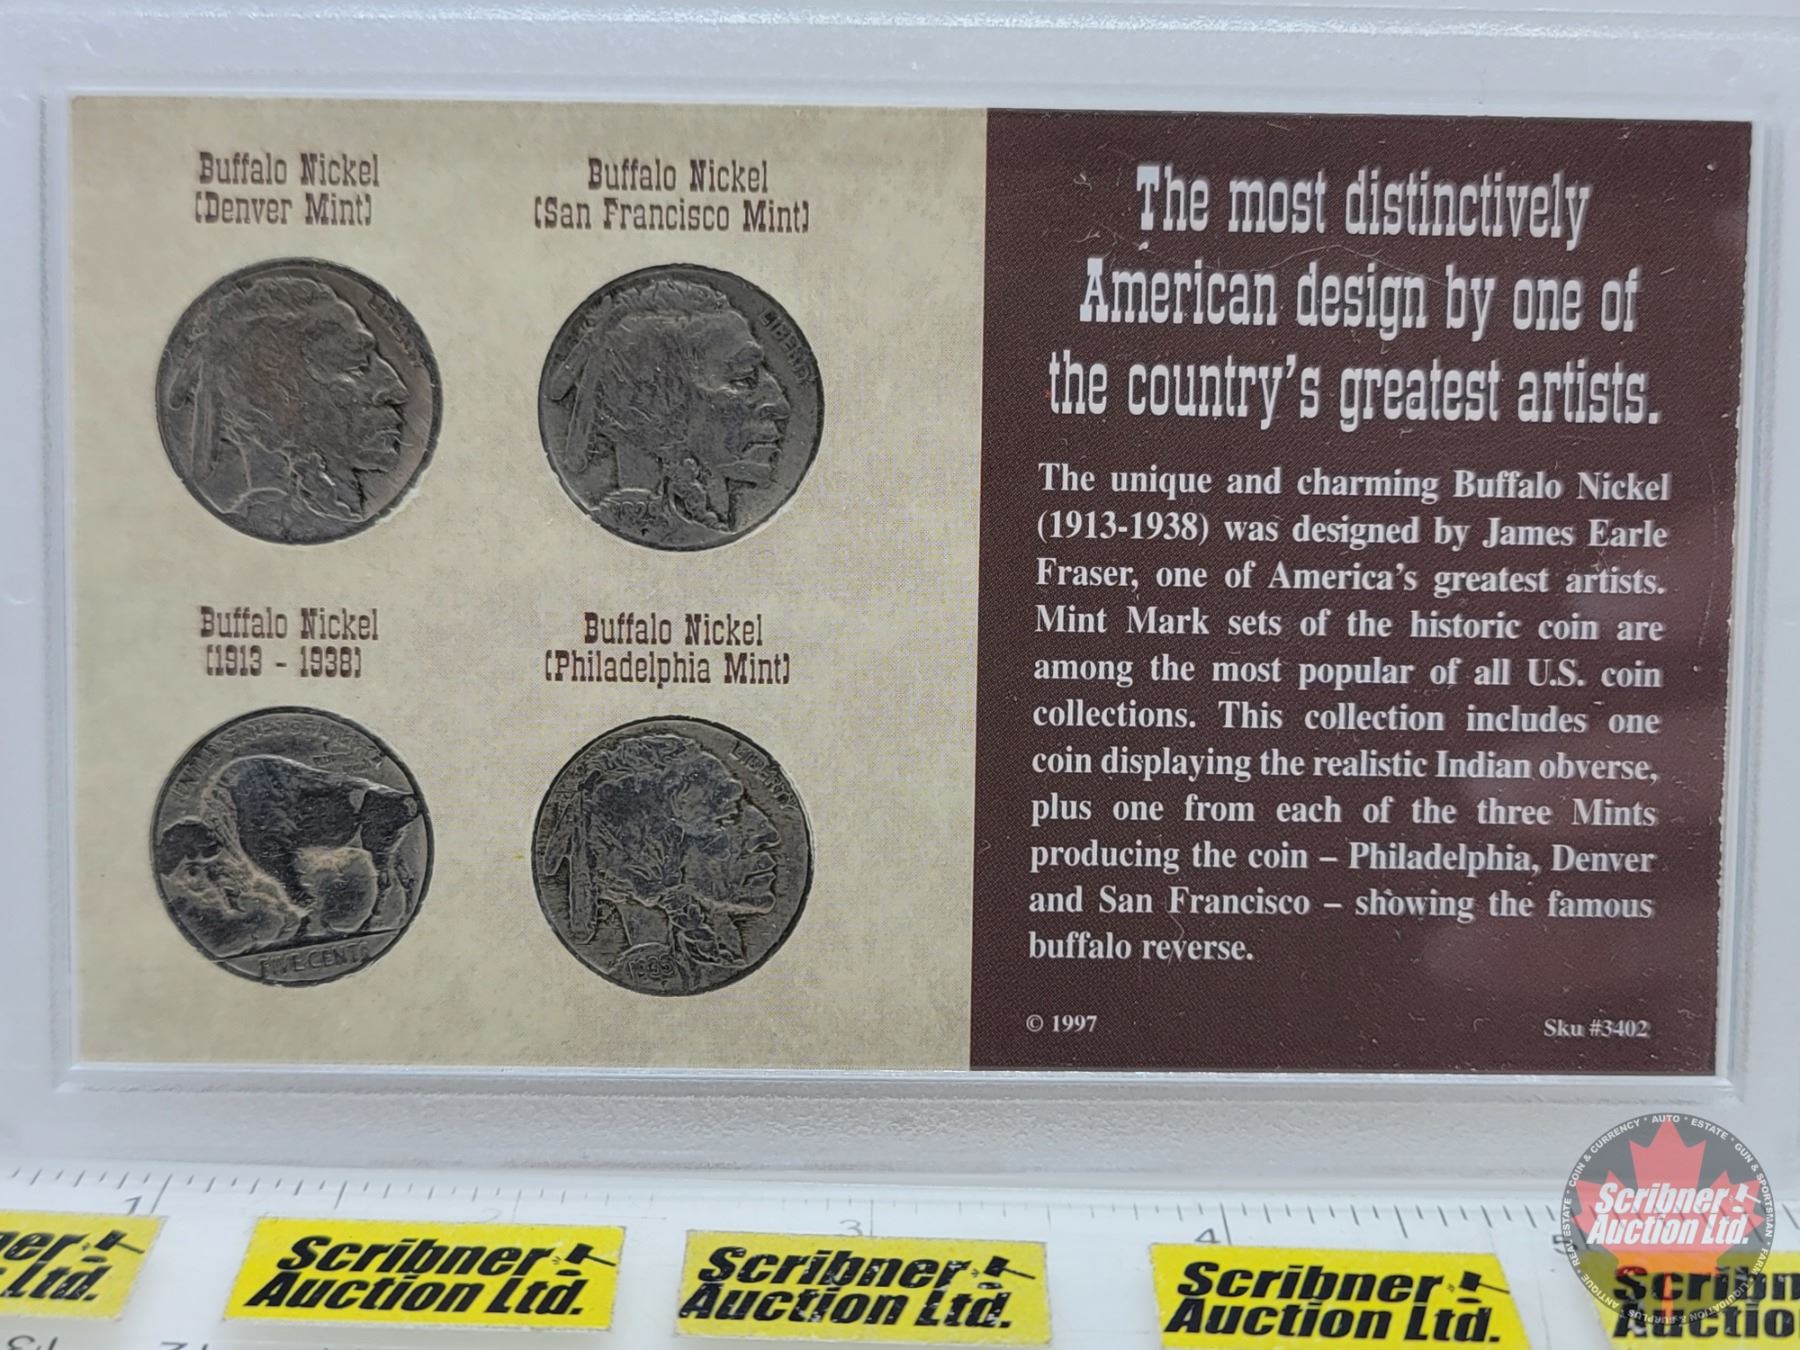 Buffalo Nickel
(Denver Mint)
Buffalo Nickel
(San Francisco Mint)
LIBERTY
LIBERTY
Buffalo Nickel
(1913 - 1938)
Buffalo Nickel
(Philadelphia Mint)
FIVE CENTS
LIBERTY
The most distinctively
American design by one of
the country's greatest artists.
The unique and charming Buffalo Nickel
(1913-1938) was designed by James Earle
Fraser, one of America's greatest artists.
Mint Mark sets of the historic coin are
among the most popular of all U.S. coin
collections. This collection includes one
coin displaying the realistic Indian obverse,
plus one from each of the three Mints
producing the coin – Philadelphia, Denver
and San Francisco – showing the famous
buffalo reverse.
© 1997
Sku #3402
1 2 3 4 5
Scribner
Auction Ltd.
Scribner
Auction Ltd.
Scribner
Auction Ltd.
Scribner
Auction Ltd.
13 12